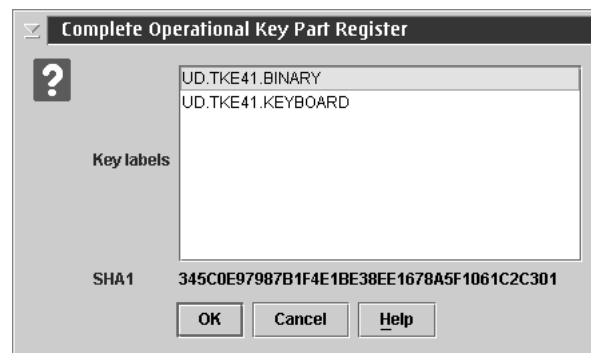 Complete Operational Key Part Register
?
UD.TKE41.BINARY
UD.TKE41.KEYBOARD
Key labels
SHA1 345C0E97987B1F4E1BE38EE1678A5F1061C2C301
OK Cancel Help